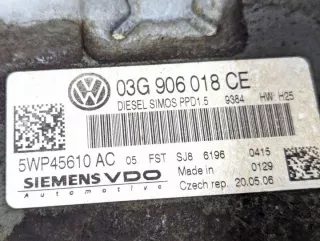 03G 906 018 CE
DIESEL SIMOS PPD1.5 9384 HW H25
5WP45610 AC 05 FST SJ8 6196 0415
SIEMENS VDO Made in 0129
Automotive Czech rep. 20.05.06